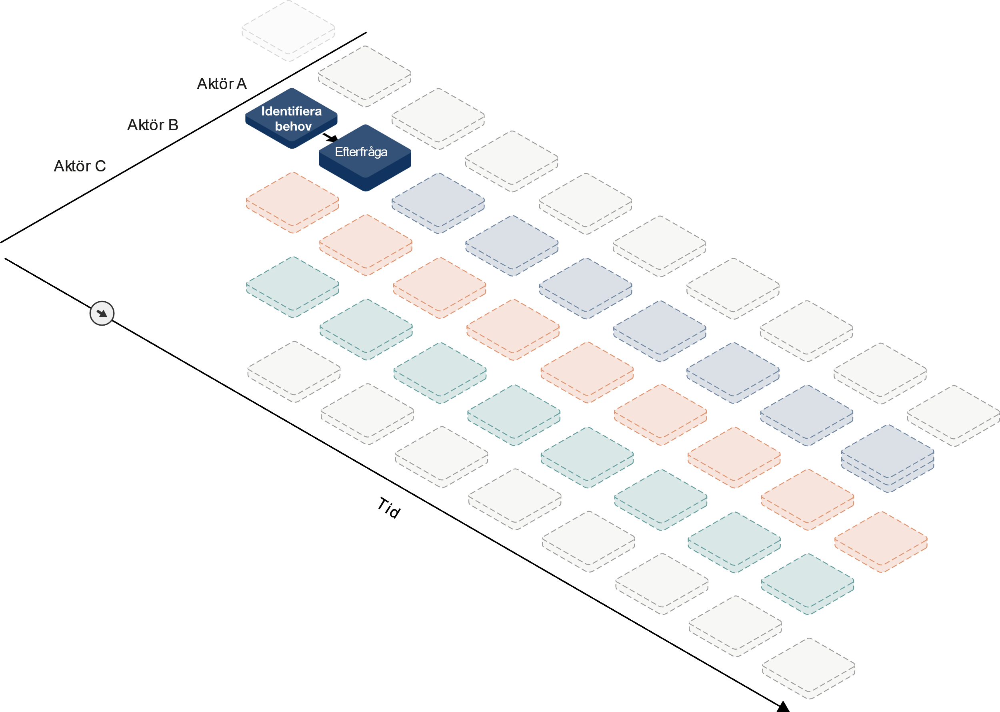 Aktör A
Identifiera
behov
Aktör B
Efterfråga
Aktör C
Tid